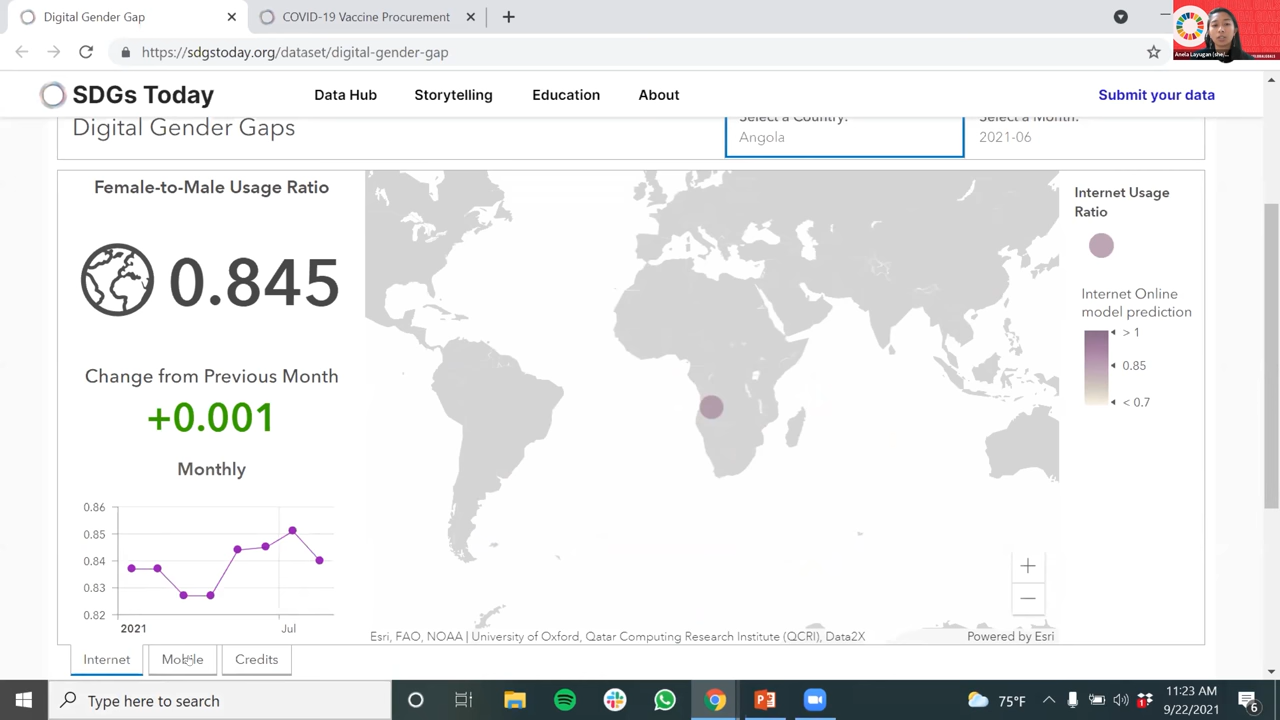 Digital Gender Gap
COVID-19 Vaccine Procurement
https://sdgstoday.org/dataset/digital-gender-gap
SDGs Today
Data Hub
Storytelling
Education
About
Submit your data
Digital Gender Gaps
Select a Country:
Angola
Select a Month:
2021-06
Female-to-Male Usage Ratio
0.845
Change from Previous Month
+0.001
Monthly
0.86
0.85
0.84
0.83
0.82
2021
Jul
Internet Usage
Ratio
Internet Online
model prediction
> 1
0.85
< 0.7
Esri, FAO, NOAA | University of Oxford, Qatar Computing Research Institute (QCRI), Data2X
Powered by Esri
Internet
Mobile
Credits
Type here to search
75°F
11:23 AM
9/22/2021
6
Anela Layugan (she/...